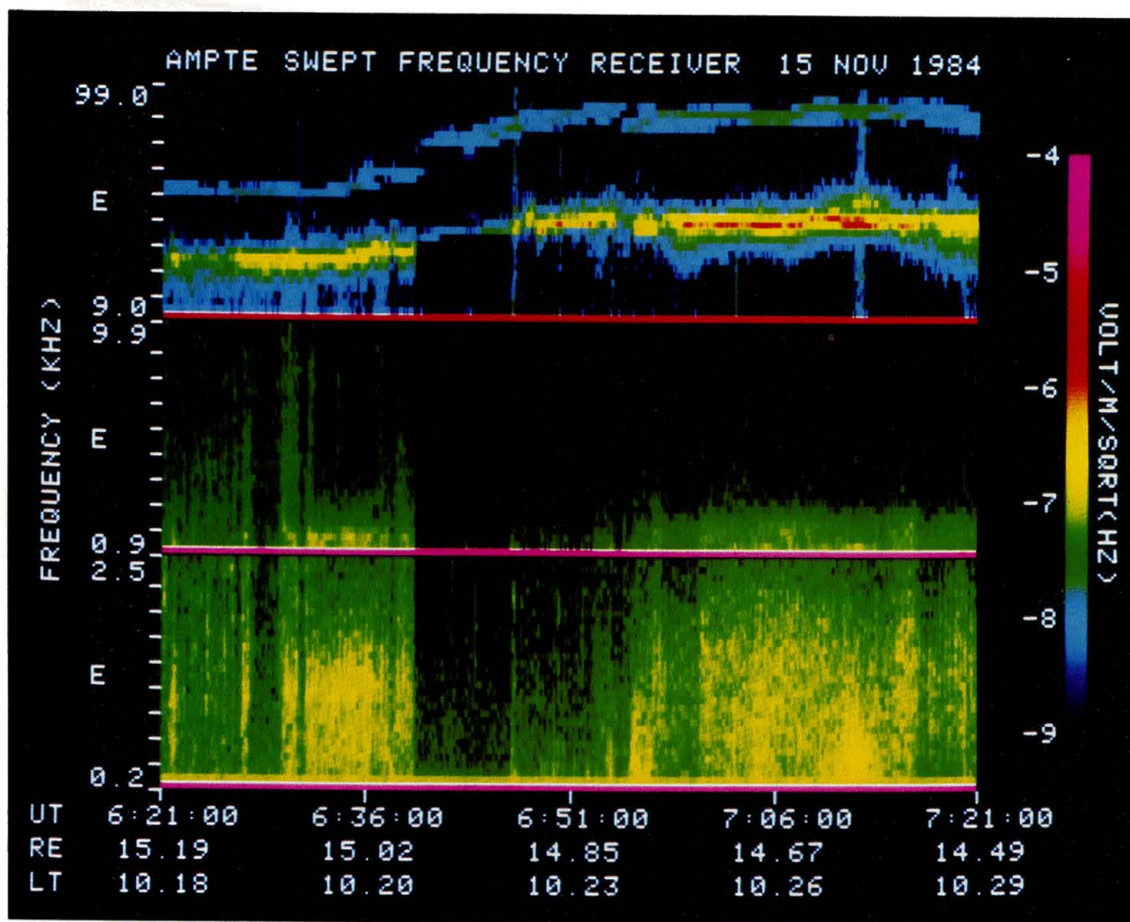 AMPTE SWEPT FREQUENCY RECEIVER 15 NOV 1984
99.0
E
9.0
9.9
E
0.9
2.5
E
0.2
FREQUENCY (KHZ)
-4
-5
-6
-7
-8
-9
VOLT/M/SQRT(HZ)
UT 6:21:00 6:36:00 6:51:00 7:06:00 7:21:00
RE 15.19 15.02 14.85 14.67 14.49
LT 10.18 10.20 10.23 10.26 10.29